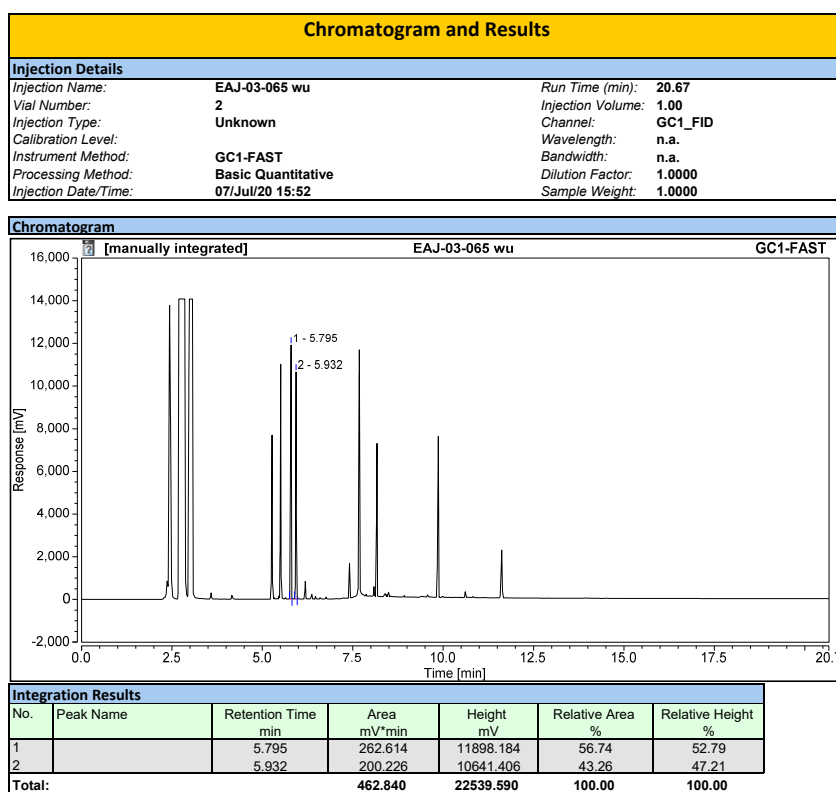 Chromatogram and Results
Injection Details
Injection Name: EAJ-03-065 wu Run Time (min): 20.67
Vial Number: 2 Injection Volume: 1.00
Injection Type: Unknown Channel: GC1_FID
Calibration Level: Wavelength: n.a.
Instrument Method: GC1-FAST Bandwidth: n.a.
Processing Method: Basic Quantitative Dilution Factor: 1.0000
Injection Date/Time: 07/Jul/20 15:52 Sample Weight: 1.0000
Chromatogram
? [manually integrated] EAJ-03-065 wu GC1-FAST
16,000
14,000
12,000
10,000
8,000
6,000
4,000
2,000
0
-2,000
Response [mV]
1 - 5.795
2 - 5.932
0.0 2.5 5.0 7.5 10.0 12.5 15.0 17.5
Time [min]
Integration Results
No. Peak Name Retention Time Area Height Relative Area Relative Height
min mV*min mV % %
1 5.795 262.614 11898.184 56.74 52.79
2 5.932 200.226 10641.406 43.26 47.21
Total: 462.840 22539.590 100.00 100.00